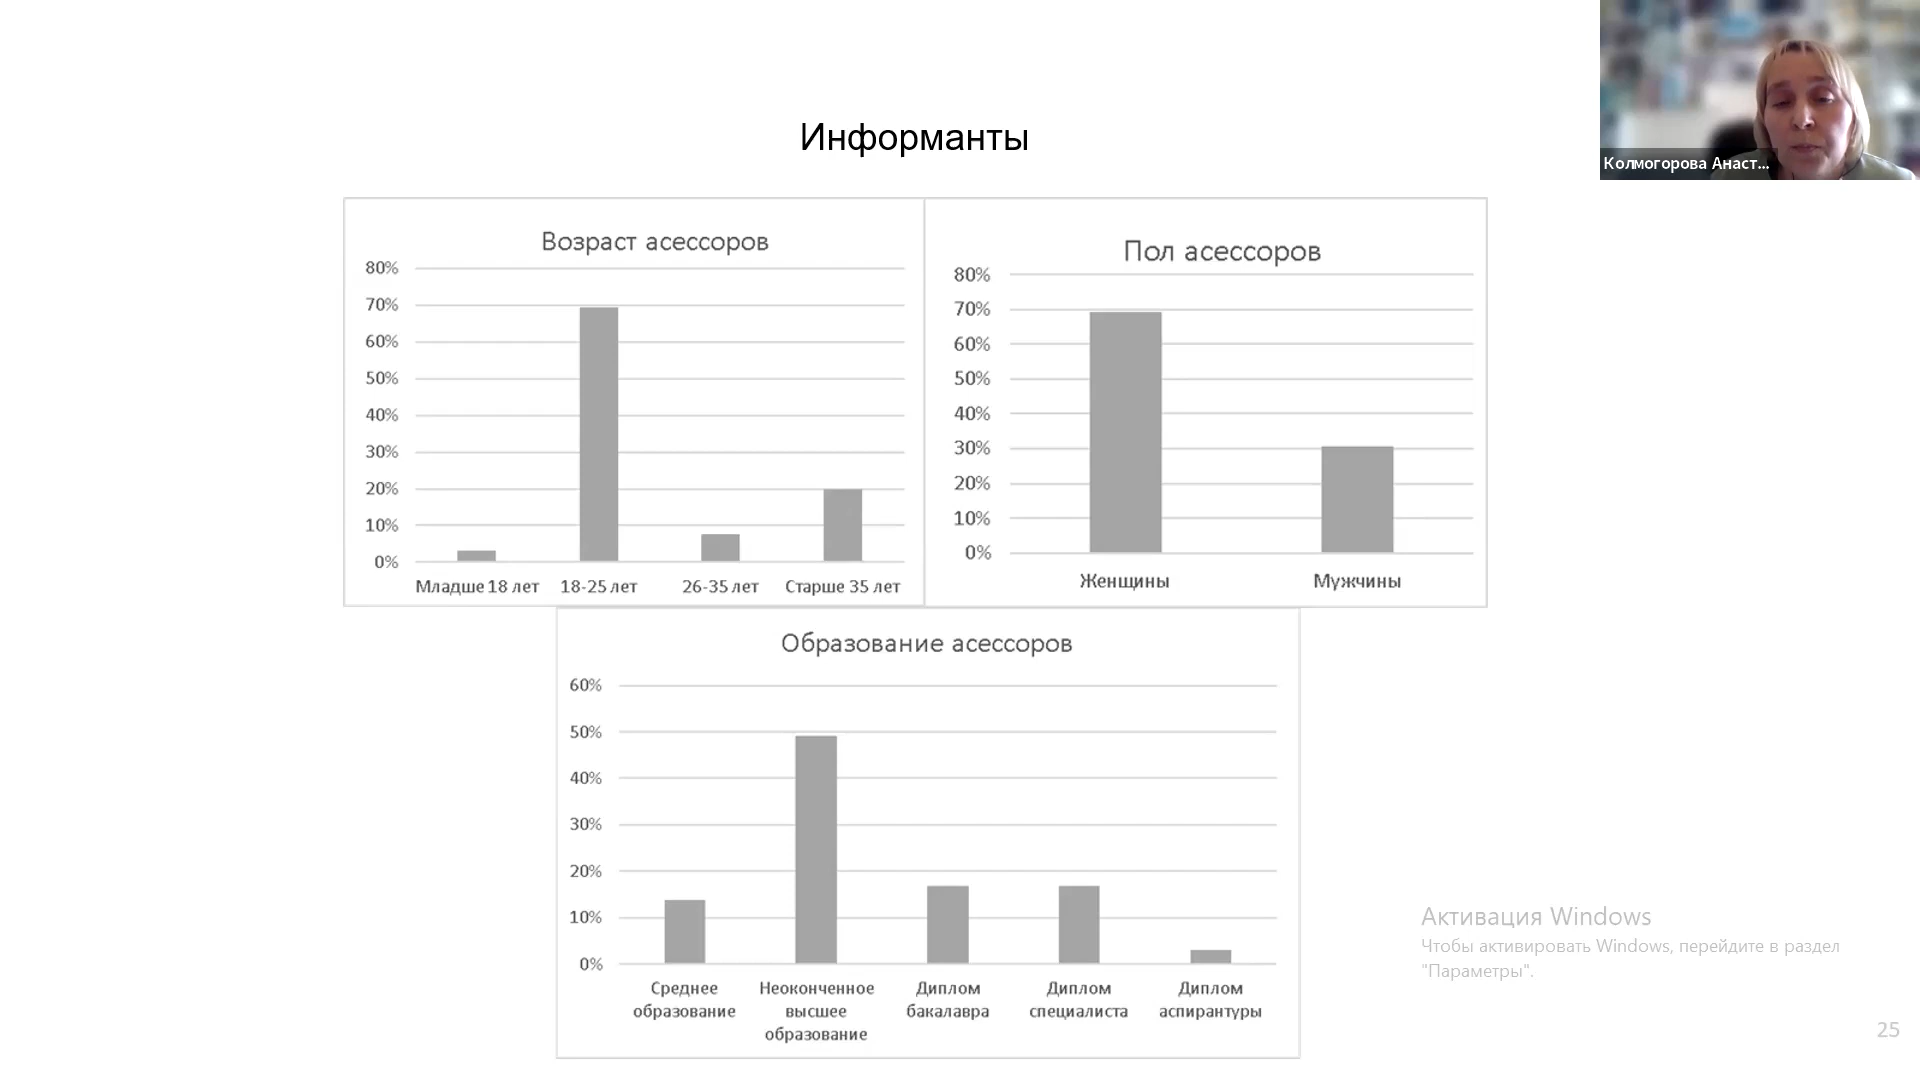 Информанты
Колмогорова Анаст...
Возраст асессоров
80%
70%
60%
50%
40%
30%
20%
10%
0%
Младше 18 лет
18-25 лет
26-35 лет
Старше 35 лет
Пол асессоров
80%
70%
60%
50%
40%
30%
20%
10%
0%
Женщины
Мужчины
Образование асессоров
60%
50%
40%
30%
20%
10%
0%
Среднее
образование
Неоконченное
высшее
образование
Диплом
бакалавра
Диплом
специалиста
Диплом
аспирантуры
Активация Windows
Чтобы активировать Windows, перейдите в раздел
"Параметры".
25